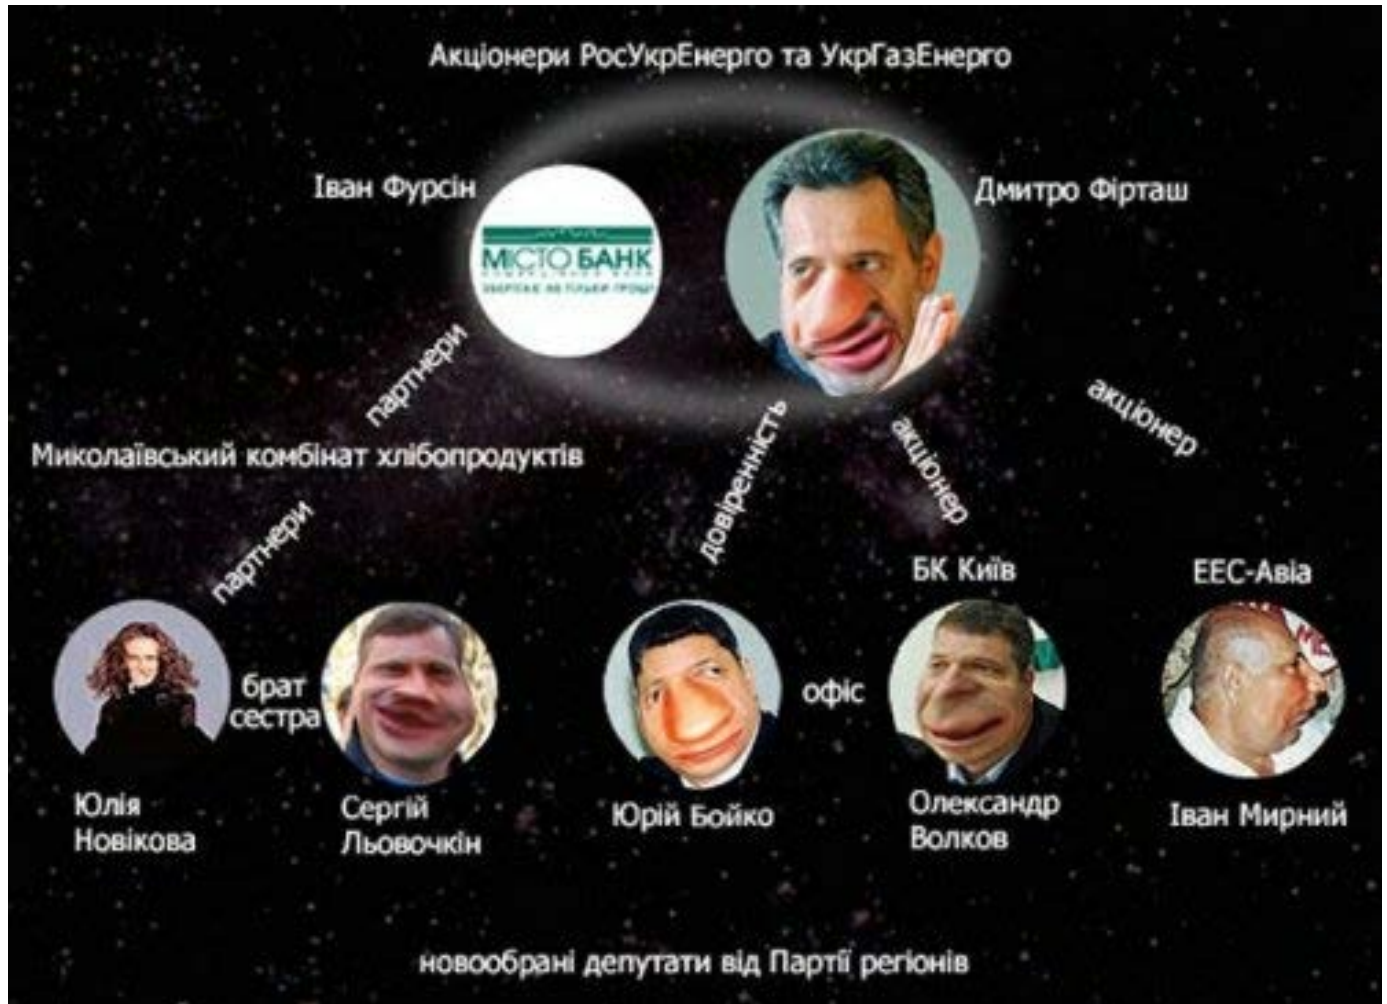 Акціонери РосУкрЕнерго та УкрГазЕнерго
Іван Фурсін
МІСТО БАНК
Дмитро Фірташ
партнери
акціонер
довіренність
акціонер
Миколаївський комбінат хлібопродуктів
партнери
БК Київ
ЕЕС-Авіа
брат
сестра
офіс
Юлія
Новікова
Сергій
Льовочкін
Юрій Бойко
Олександр
Волков
Іван Мирний
новообрані депутати від Партії регіонів